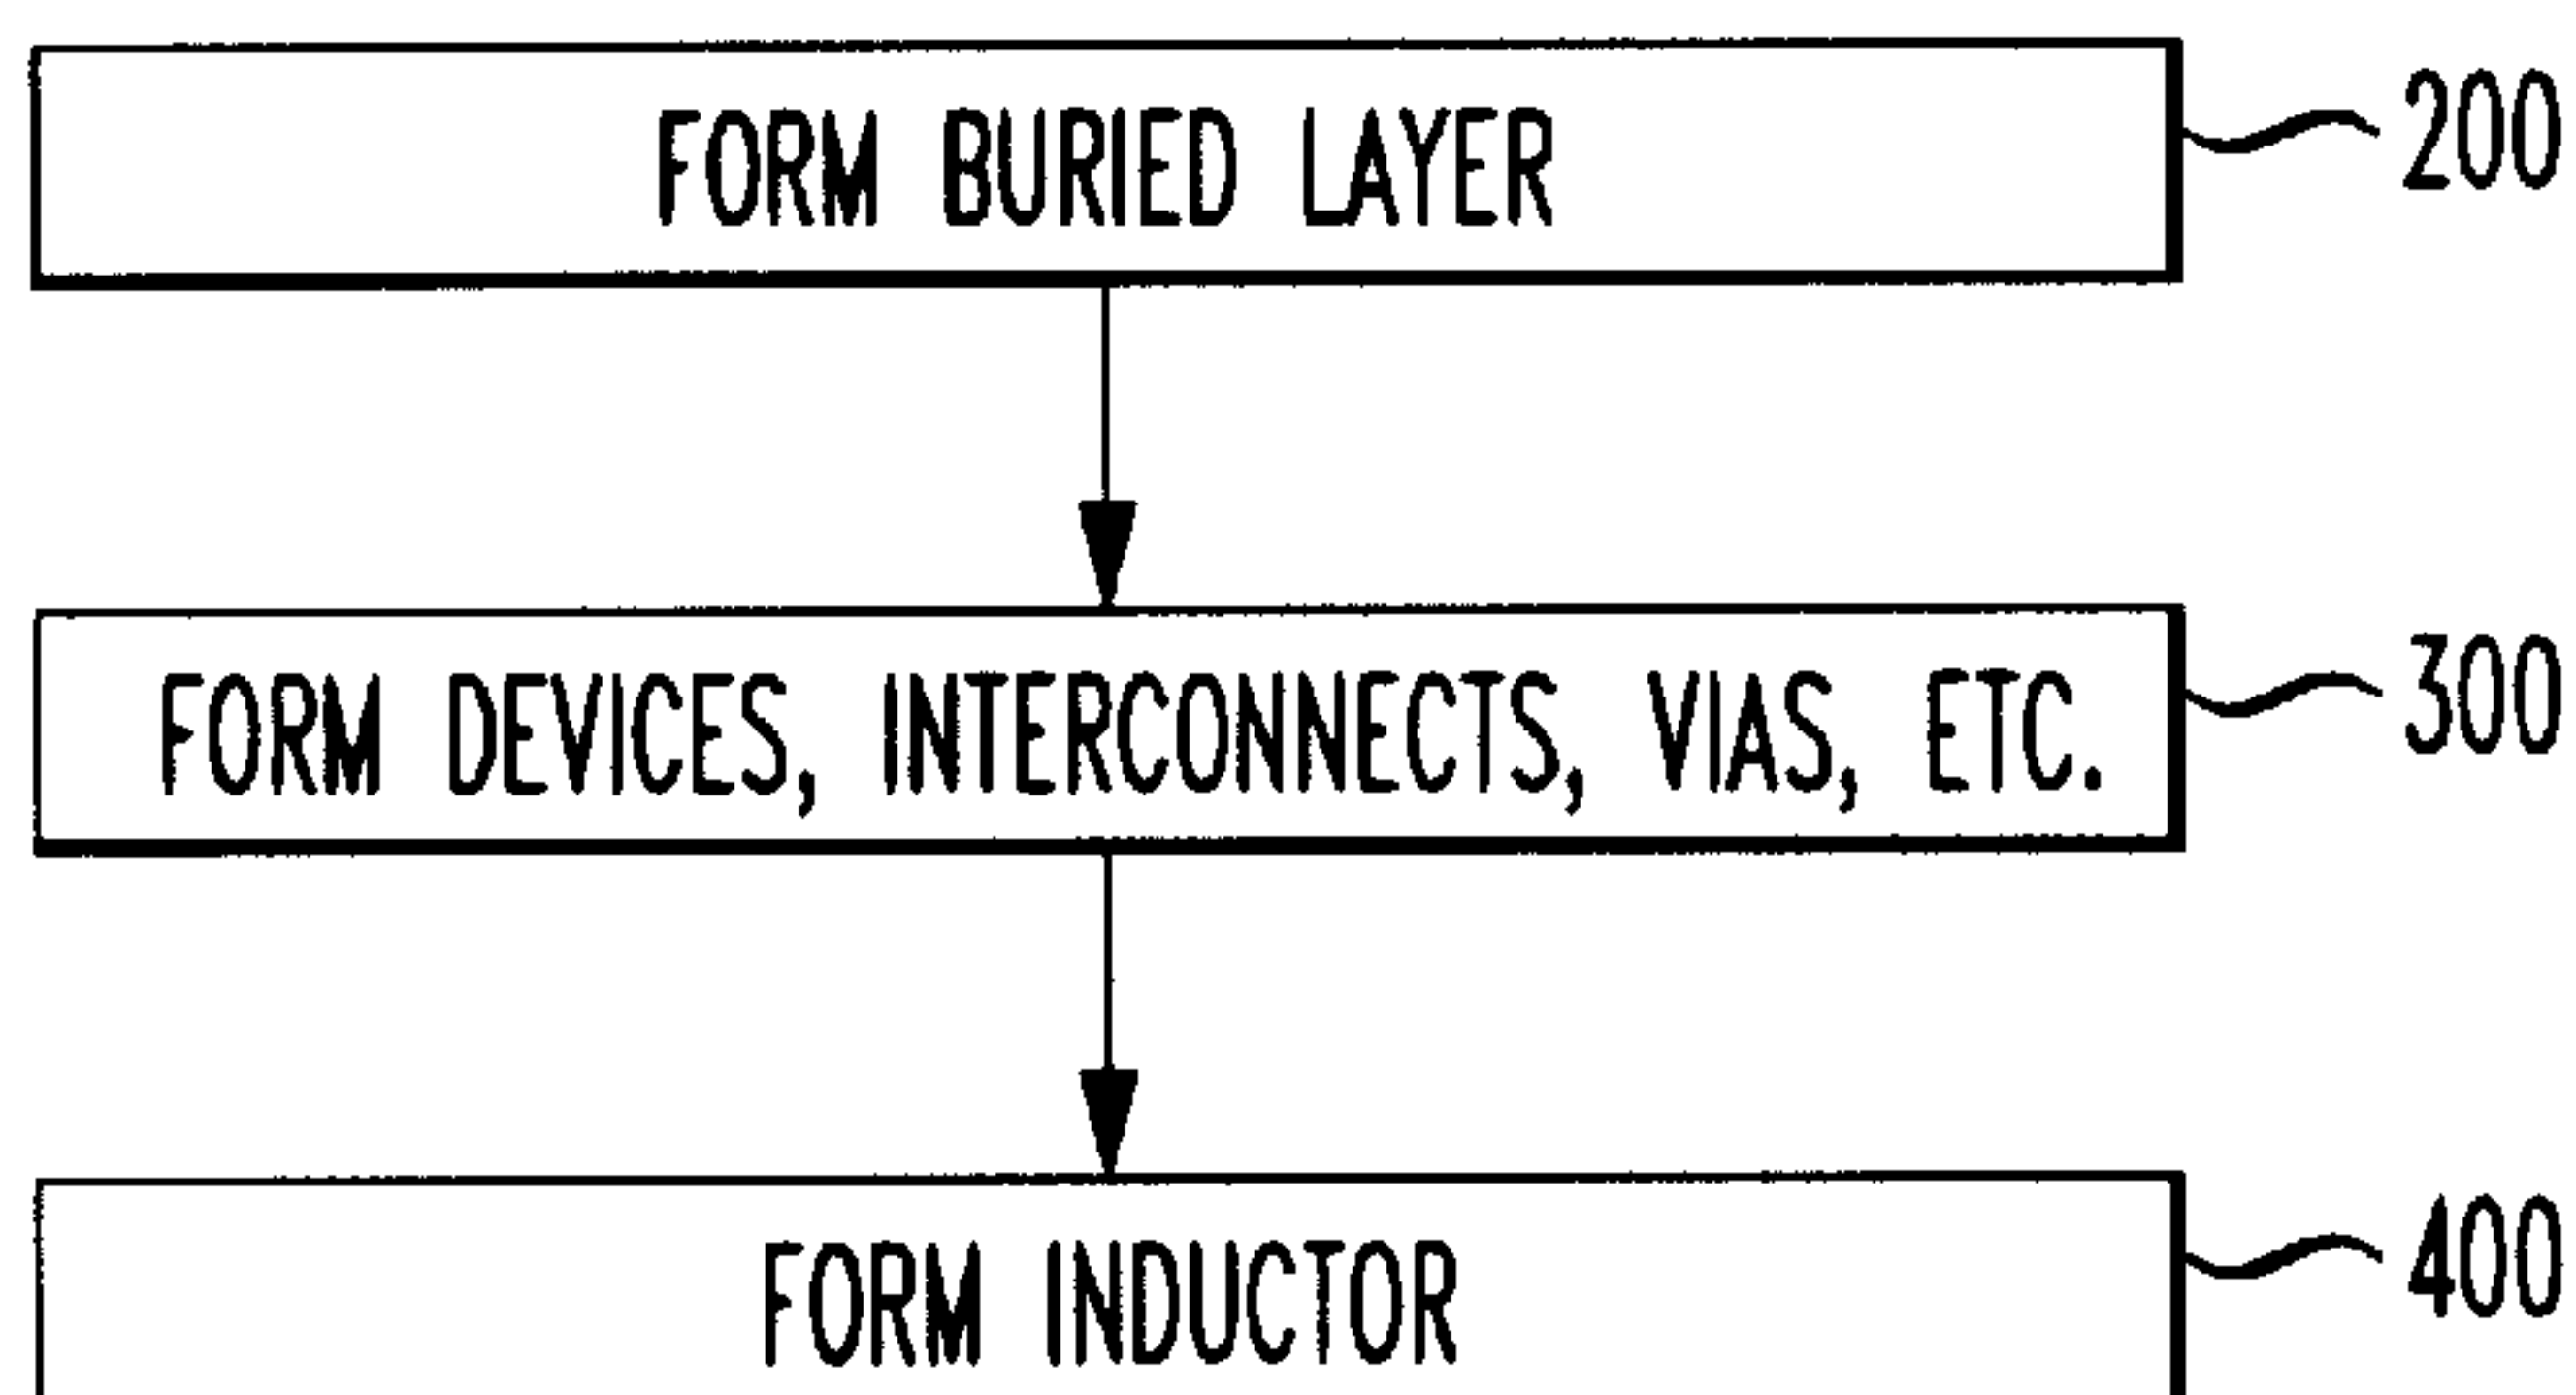 FORM BURIED LAYER
200
FORM DEVICES, INTERCONNECTS, VIAS, ETC.
300
FORM INDUCTOR
400